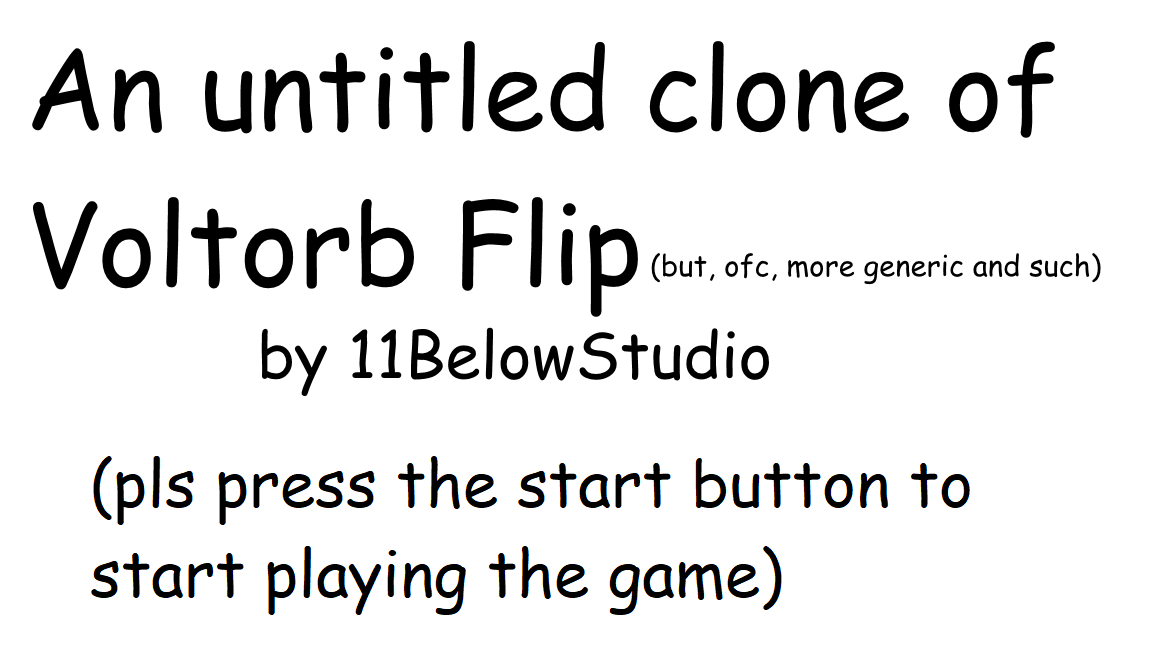 An untitled clone of
Voltorb Flip (but, ofc, more generic and such)
by 11BelowStudio
(pls press the start button to
start playing the game)